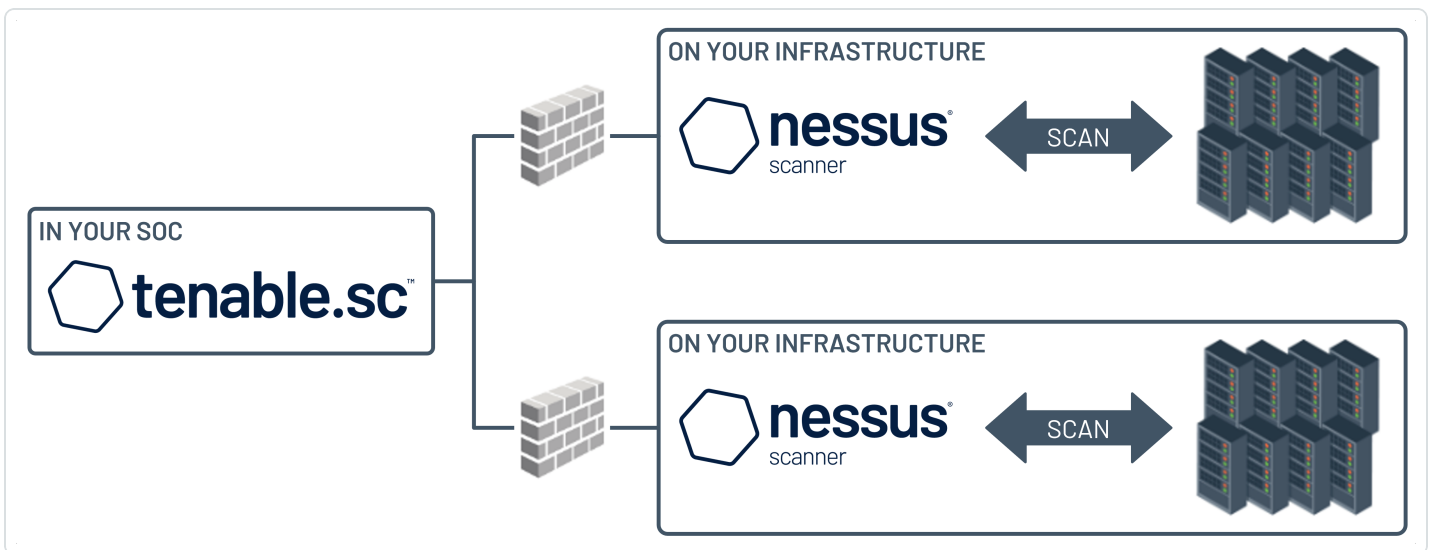 IN YOUR SOC
tenable.sc™
ON YOUR INFRASTRUCTURE
nessus®
scanner
SCAN
ON YOUR INFRASTRUCTURE
nessus®
scanner
SCAN